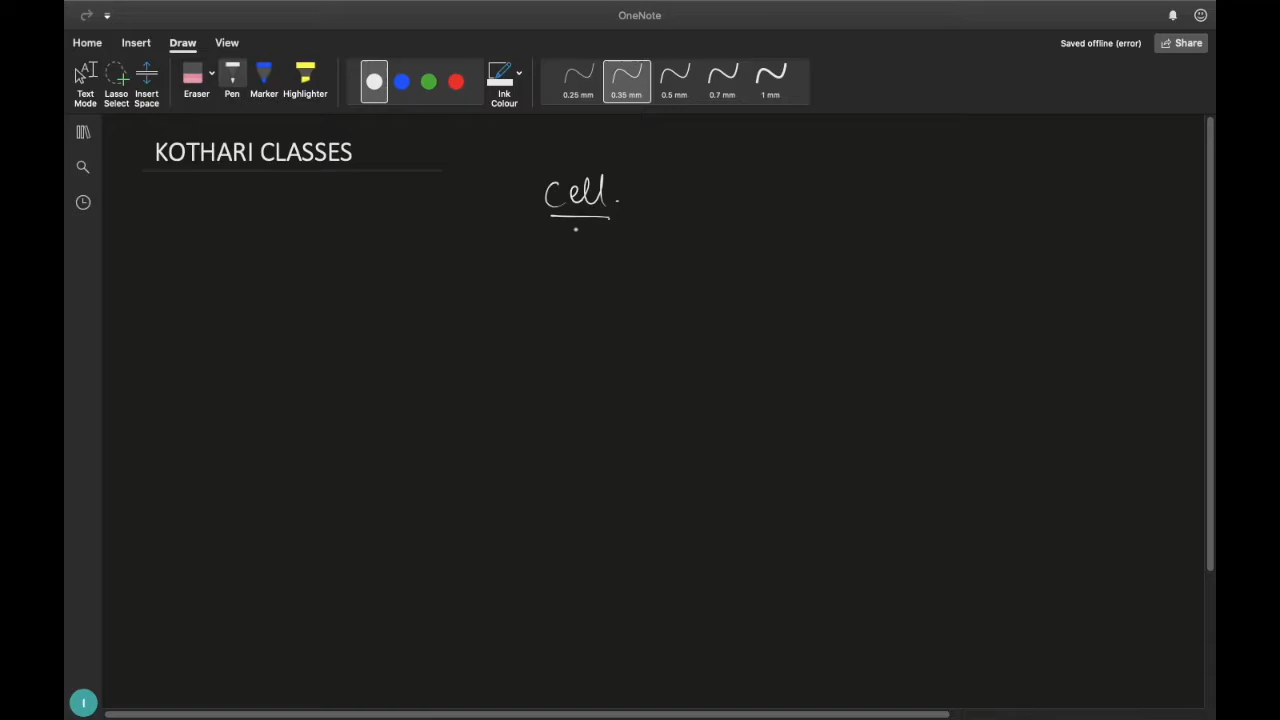 OneNote
Home Insert Draw View
Saved offline (error) Share
Text Mode
Lasso Select
Insert Space
Eraser
Pen
Marker
Highlighter
Ink Colour
0.25 mm
0.35 mm
0.5 mm
0.7 mm
1 mm
KOTHARI CLASSES
Cell.
I